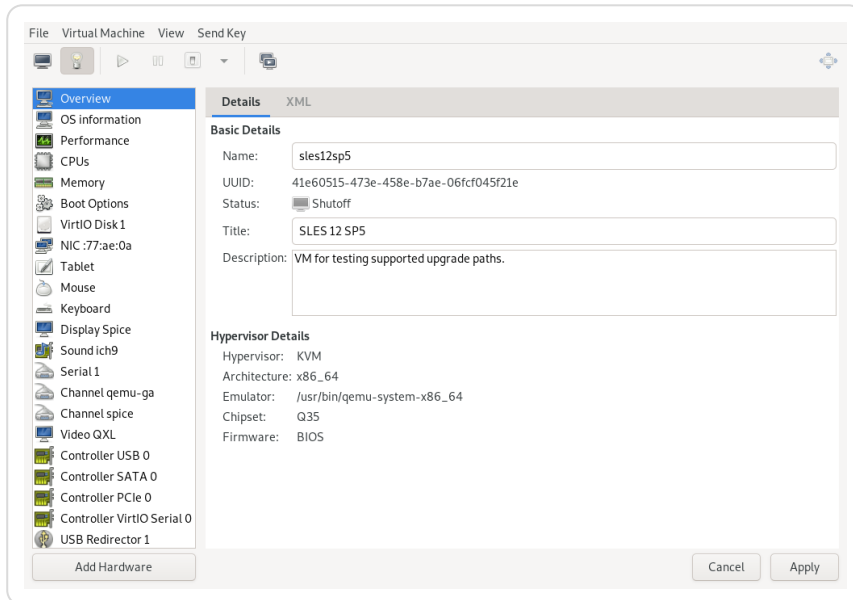 File Virtual Machine View Send Key
Overview
OS information
Performance
CPUs
Memory
Boot Options
VirtIO Disk 1
NIC :77:ae:0a
Tablet
Mouse
Keyboard
Display Spice
Sound ich9
Serial 1
Channel qemu-ga
Channel spice
Video QXL
Controller USB 0
Controller SATA 0
Controller PCIe 0
Controller VirtIO Serial 0
USB Redirector 1
Add Hardware
Details XML
Basic Details
Name: sles12sp5
UUID: 41e60515-473e-458e-b7ae-06fcf045f21e
Status: Shutoff
Title: SLES 12 SP5
Description: VM for testing supported upgrade paths.
Hypervisor Details
Hypervisor: KVM
Architecture: x86_64
Emulator: /usr/bin/qemu-system-x86_64
Chipset: Q35
Firmware: BIOS
Cancel Apply